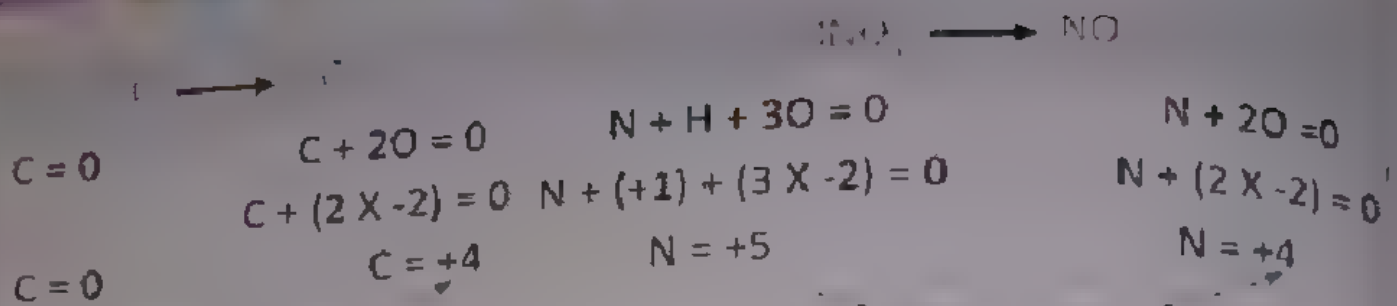 → NO
→
N + H + 3O = 0
N + 2O =0
C + 2O = 0
C = 0
N + (+1) + (3 X -2) = 0
N + (2 X -2) = 0
C + (2 X -2) = 0
N = +5
N = +4
C = +4
C = 0